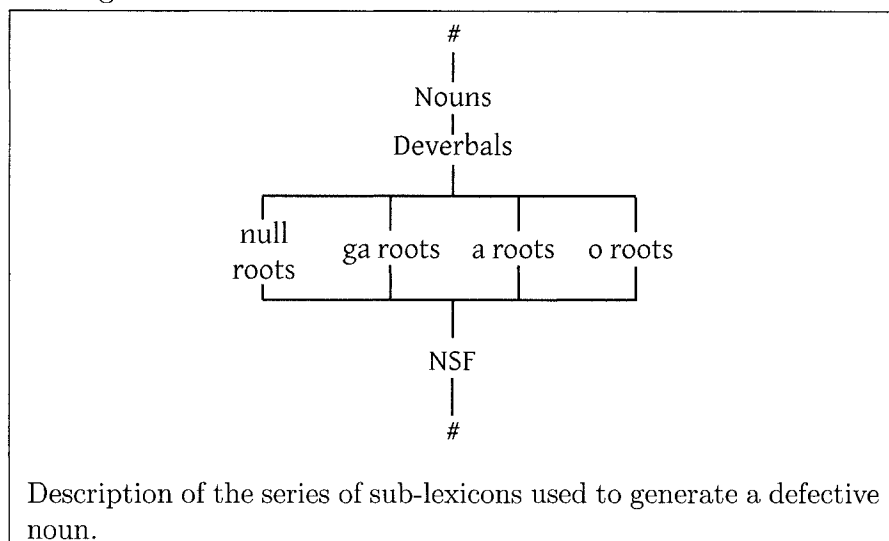 #
Nouns
Deverbals
null
roots
ga roots
a roots
o roots
NSF
#
Description of the series of sub-lexicons used to generate a defective
noun.